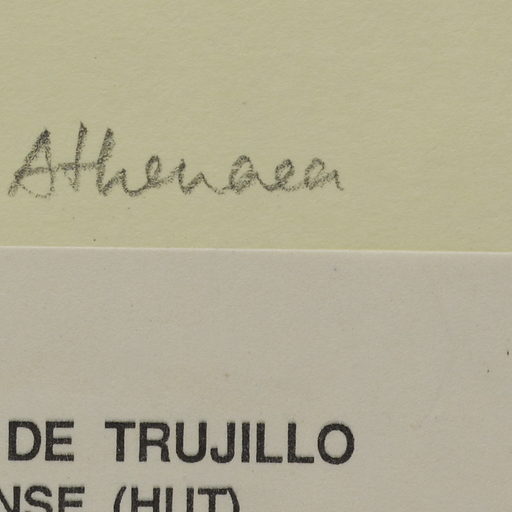 Athenaea
DE TRUJILLO
NSE (HUT)